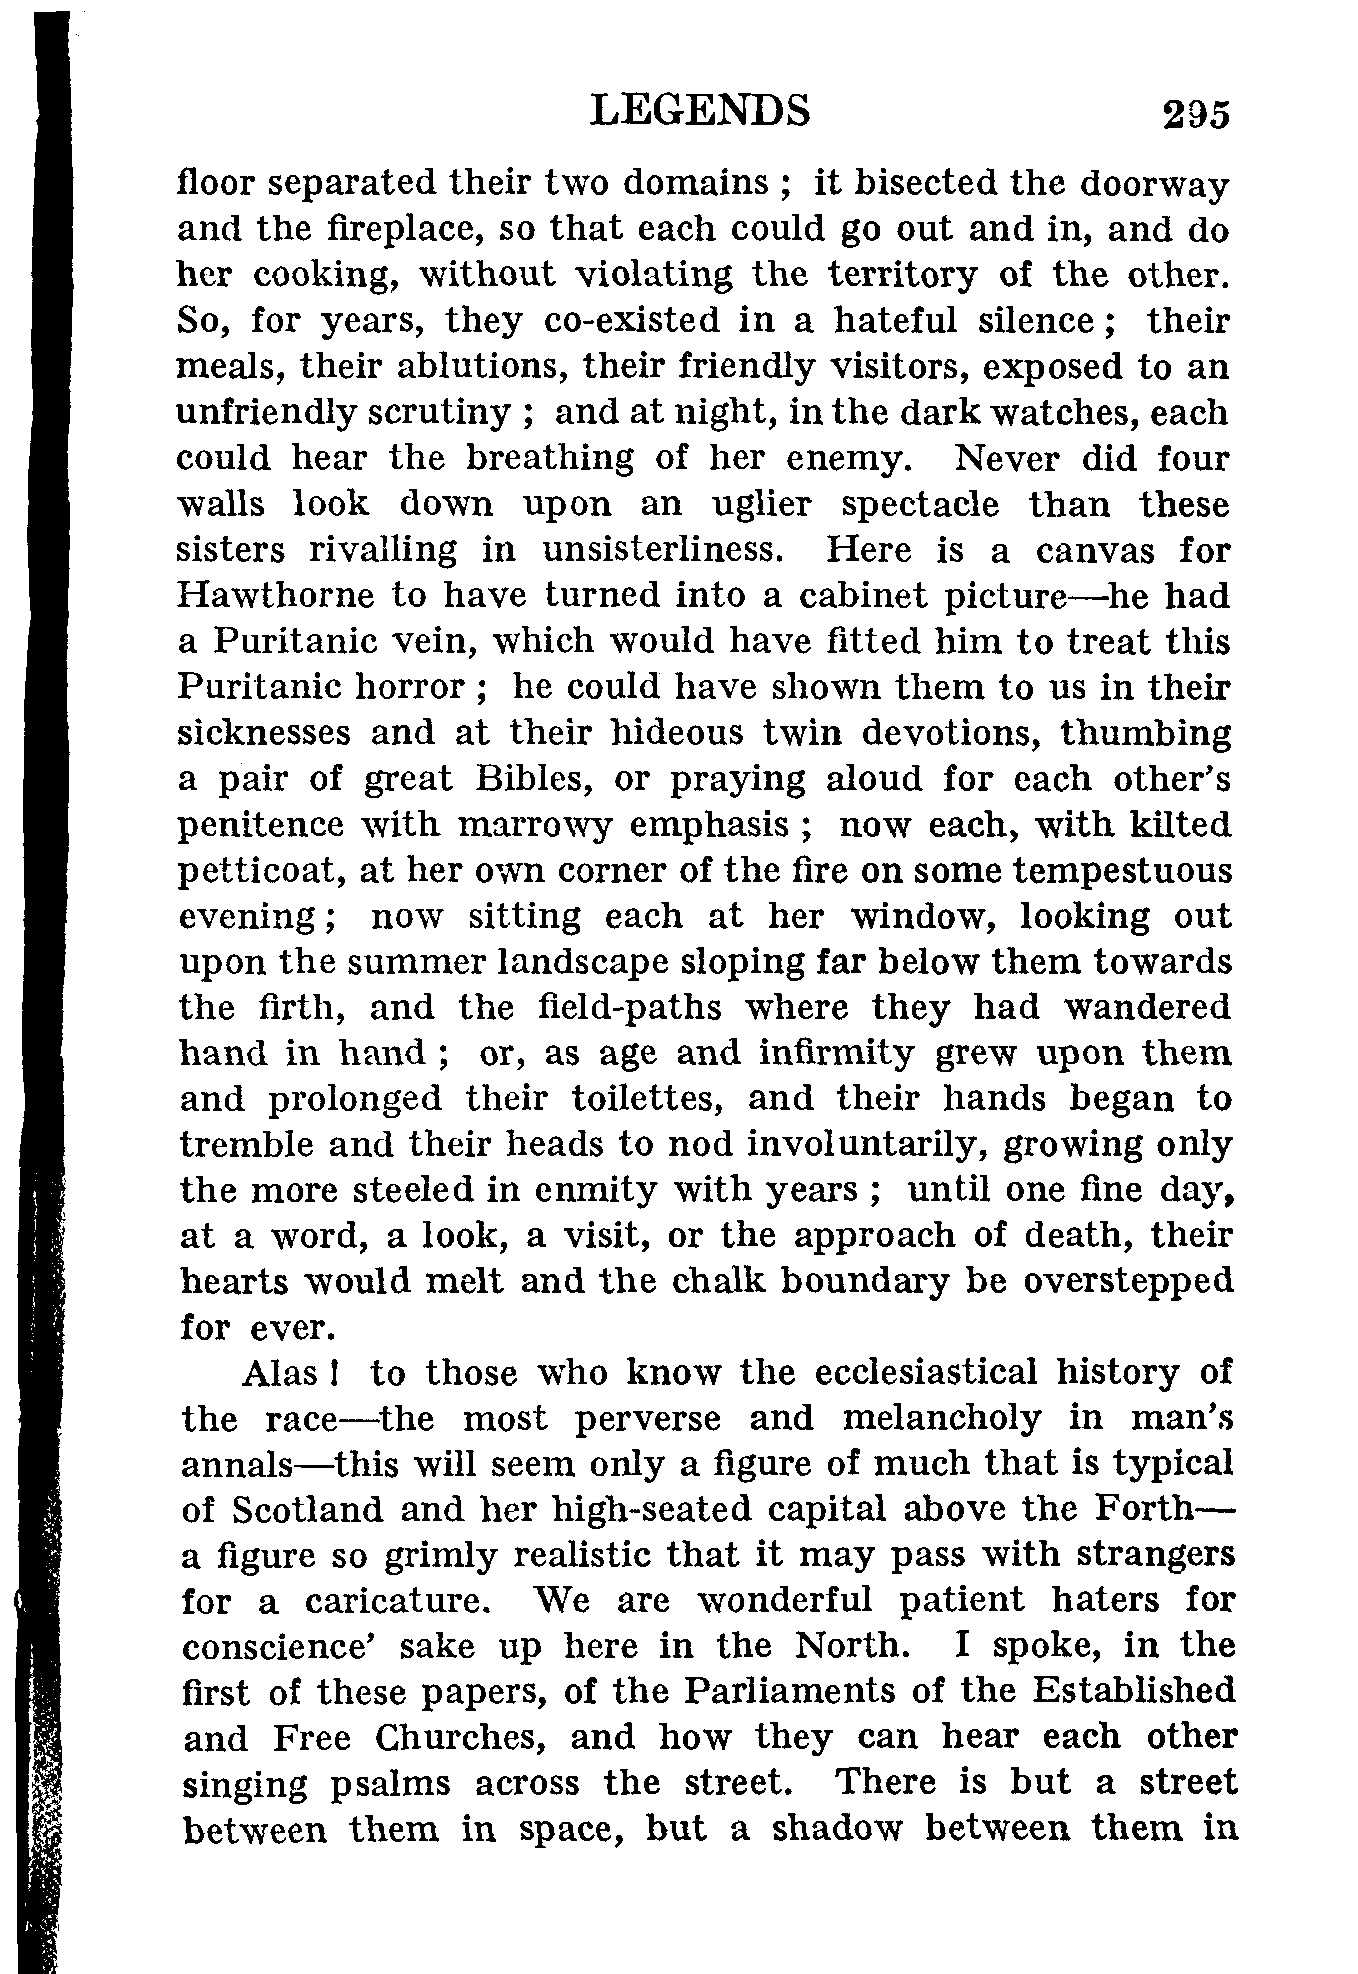 LEGENDS 295
floor separated their two domains ; it bisected the doorway
and the fireplace, so that each could go out and in, and do
her cooking, without violating the territory of the other.
So, for years, they co-existed in a hateful silence ; their
meals, their ablutions, their friendly visitors, exposed to an
unfriendly scrutiny ; and at night, in the dark watches, each
could hear the breathing of her enemy. Never did four
walls look down upon an uglier spectacle than these
sisters rivalling in unsisterliness. Here is a canvas for
Hawthorne to have turned into a cabinet picture—he had
a Puritanic vein, which would have fitted him to treat this
Puritanic horror ; he could have shown them to us in their
sicknesses and at their hideous twin devotions, thumbing
a pair of great Bibles, or praying aloud for each other's
penitence with marrowy emphasis ; now each, with kilted
petticoat, at her own corner of the fire on some tempestuous
evening ; now sitting each at her window, looking out
upon the summer landscape sloping far below them towards
the firth, and the field-paths where they had wandered
hand in hand ; or, as age and infirmity grew upon them
and prolonged their toilettes, and their hands began to
tremble and their heads to nod involuntarily, growing only
the more steeled in enmity with years ; until one fine day,
at a word, a look, a visit, or the approach of death, their
hearts would melt and the chalk boundary be overstepped
for ever.
Alas ! to those who know the ecclesiastical history of
the race—the most perverse and melancholy in man's
annals—this will seem only a figure of much that is typical
of Scotland and her high-seated capital above the Forth—
a figure so grimly realistic that it may pass with strangers
for a caricature. We are wonderful patient haters for
conscience' sake up here in the North. I spoke, in the
first of these papers, of the Parliaments of the Established
and Free Churches, and how they can hear each other
singing psalms across the street. There is but a street
between them in space, but a shadow between them in